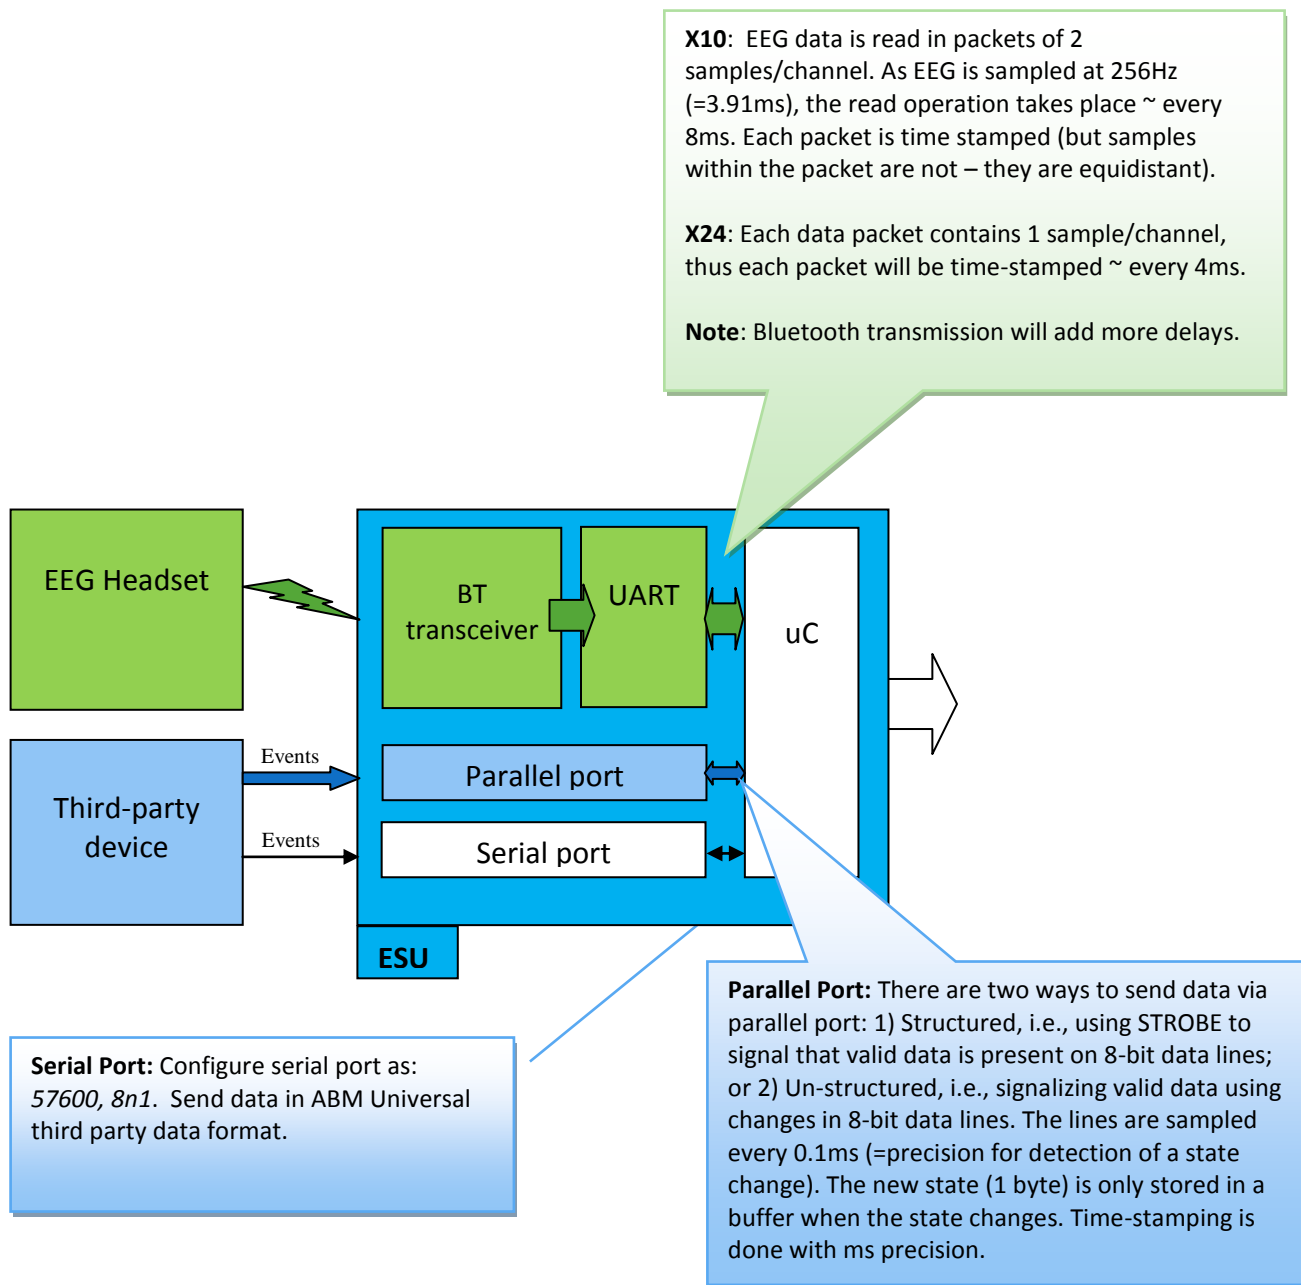 X10:  EEG data is read in packets of 2
samples/channel. As EEG is sampled at 256Hz
(=3.91ms), the read operation takes place ~ every
8ms. Each packet is time stamped (but samples
within the packet are not – they are equidistant).
X24: Each data packet contains 1 sample/channel,
thus each packet will be time-stamped ~ every 4ms.
Note: Bluetooth transmission will add more delays.
EEG Headset
BT
transceiver
UART
uC
Events
Parallel port
Third-party
device
Events
Serial port
ESU
Serial Port: Configure serial port as:
57600, 8n1.  Send data in ABM Universal
third party data format.
Parallel Port: There are two ways to send data via
parallel port: 1) Structured, i.e., using STROBE to
signal that valid data is present on 8-bit data lines;
or 2) Un-structured, i.e., signalizing valid data using
changes in 8-bit data lines. The lines are sampled
every 0.1ms (=precision for detection of a state
change). The new state (1 byte) is only stored in a
buffer when the state changes. Time-stamping is
done with ms precision.